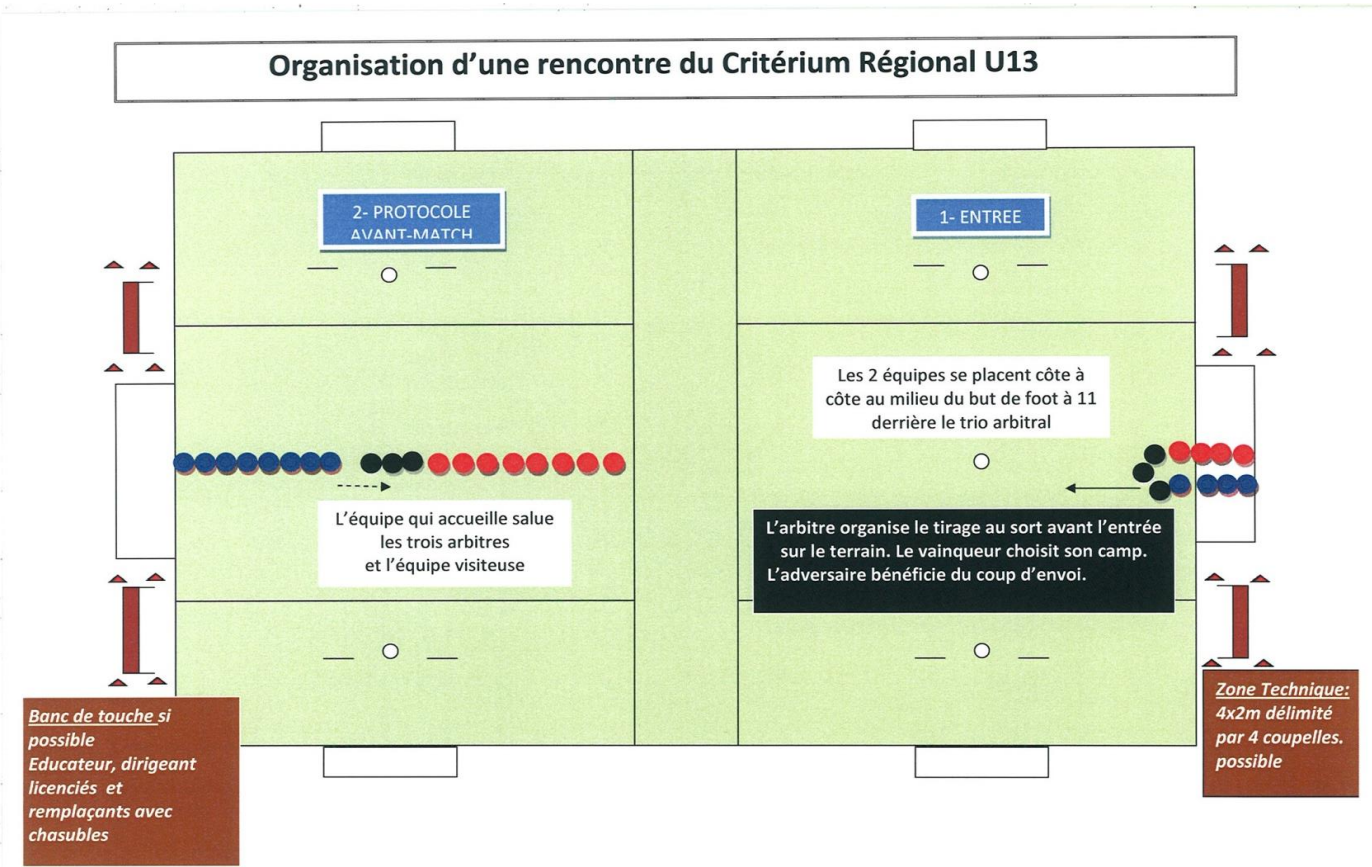 Organisation d'une rencontre du Critérium Régional U13
2- PROTOCOLE
AVANT-MATCH
1- ENTREE
Les 2 équipes se placent côte à
côte au milieu du but de foot à 11
derrière le trio arbitral
L'équipe qui accueille salue
les trois arbitres
et l'équipe visiteuse
L'arbitre organise le tirage au sort avant l'entrée
sur le terrain. Le vainqueur choisit son camp.
L'adversaire bénéficie du coup d'envoi.
Banc de touche si
possible
Educateur, dirigeant
licenciés et
remplaçants avec
chasubles
Zone Technique:
4x2m délimité
par 4 coupelles.
possible